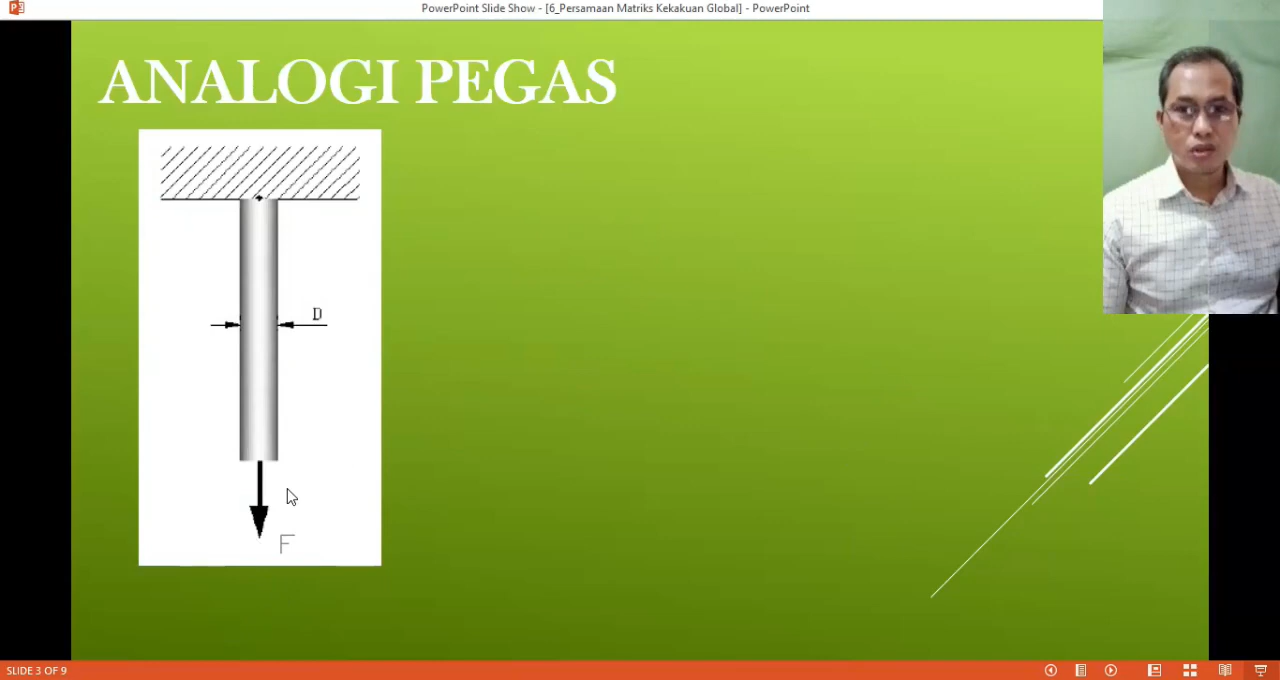 PowerPoint Slide Show - [6_Persamaan Matriks Kekakuan Global] - PowerPoint
ANALOGI PEGAS
D
F
SLIDE 3 OF 9